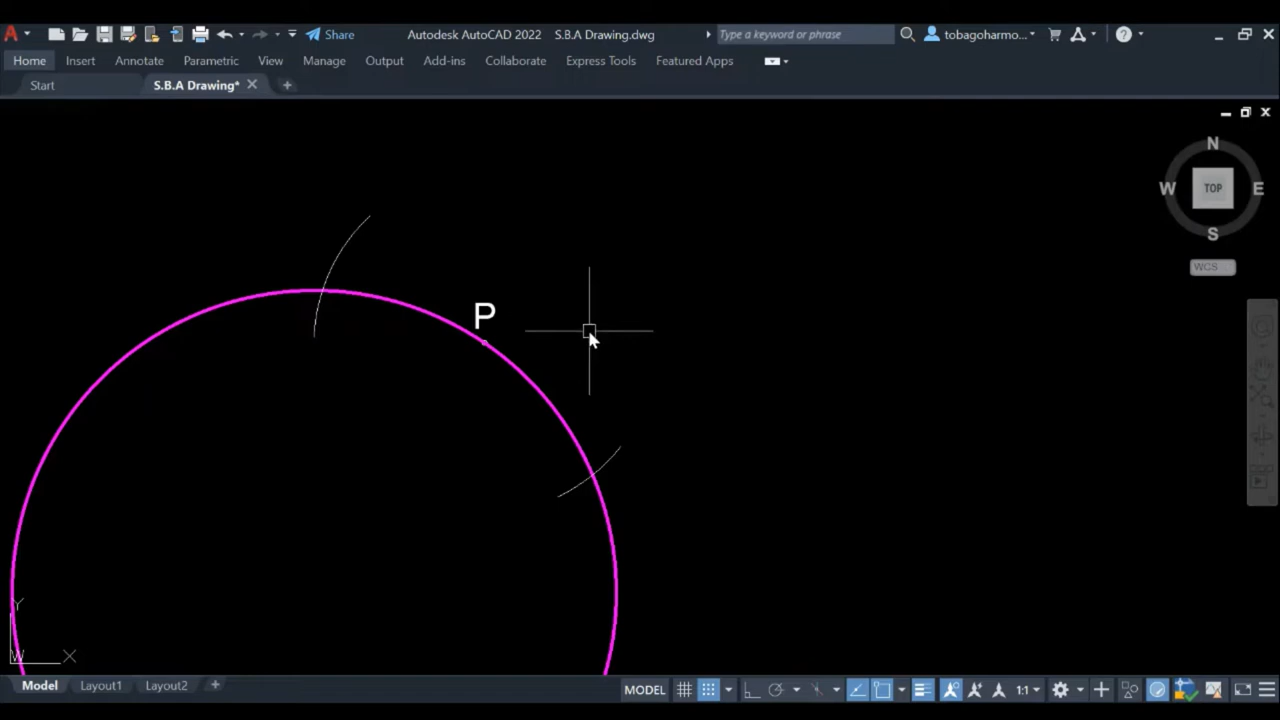 Share
Autodesk AutoCAD 2022 S.B.A Drawing.dwg
Type a keyword or phrase
tobagoharmo...
Home Insert Annotate Parametric View Manage Output Add-ins Collaborate Express Tools Featured Apps
Start
S.B.A Drawing*
N
W TOP E
S
WCS
P
Y
W X
Model Layout1 Layout2
MODEL 1:1